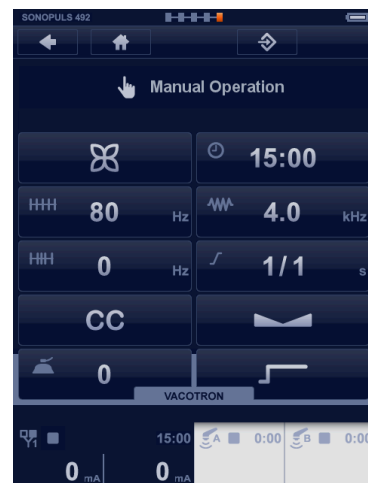 SONOPULS 492
Manual Operation
15:00
80 Hz
4.0 kHz
0 Hz
1/1 s
CC
0
VACOTRON
Y1 15:00 A 0:00 B 0:00
0 mA 0 mA